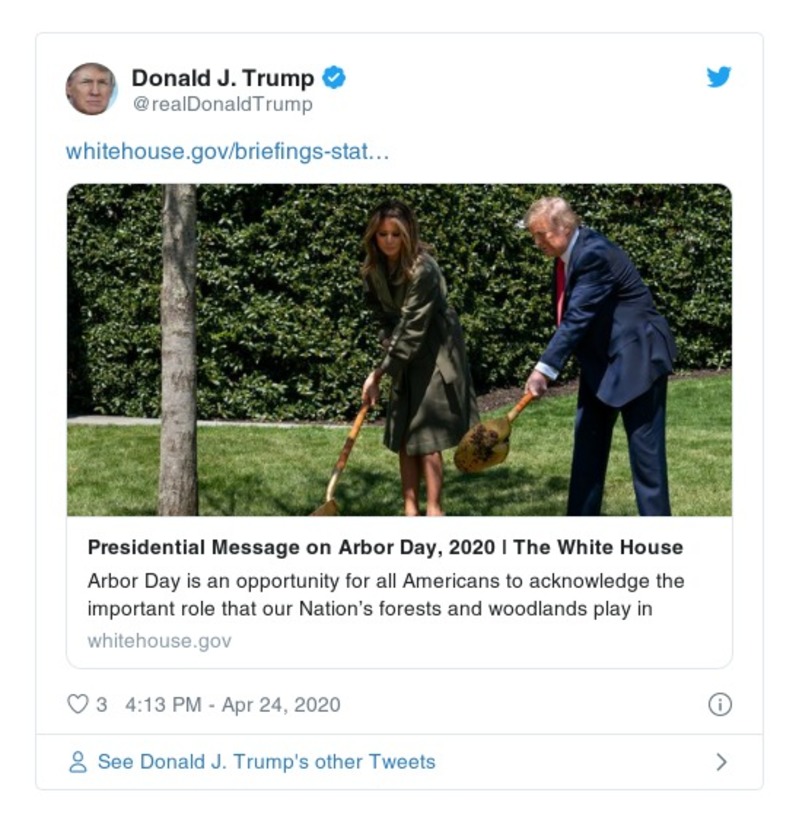 Donald J. Trump
@realDonaldTrump
whitehouse.gov/briefings-stat…
Presidential Message on Arbor Day, 2020 | The White House
Arbor Day is an opportunity for all Americans to acknowledge the
important role that our Nation’s forests and woodlands play in
whitehouse.gov
3 4:13 PM - Apr 24, 2020
See Donald J. Trump's other Tweets